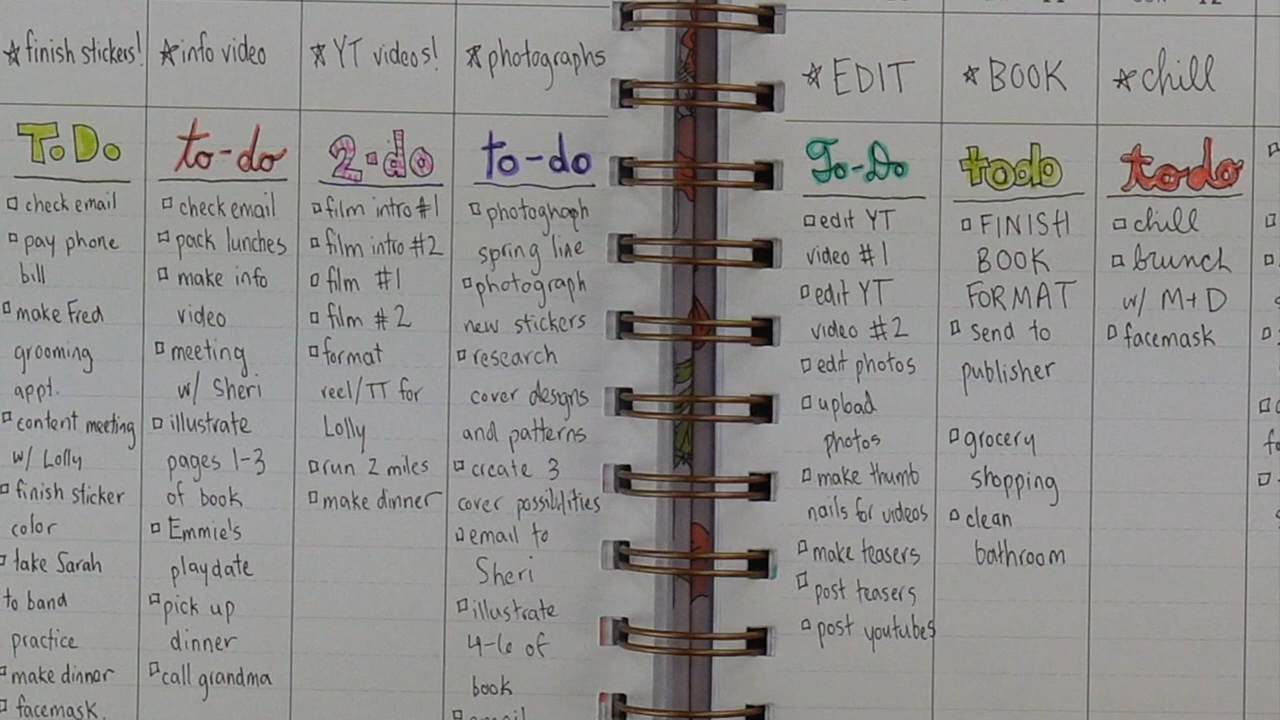 11
12
☆finish stickers!
☆info video
☆YT videos!
☆photographs
☆EDIT
☆BOOK
☆chill
To Do
□ check email
□ pay phone
bill
□ make Fred
grooming
appt.
□ content meeting
w/ Lolly
□ finish sticker
color
□ take Sarah
to band
practice
□ make dinnar
□ facemask
to-do
□ check email
□ pack lunches
□ make info
video
□ meeting
w/ Sheri
□ illustrate
pages 1-3
of book
□ Emmie's
playdate
□ pick up
dinner
□ call grandma
2-do
□ film intro #1
□ film intro #2
□ film #1
□ film #2
□ format
reel/TT for
Lolly
□ run 2 miles
□ make dinner
to-do
□ photoghaph
spring line
□ photograph
new stickers
□ research
cover designs
and patterns
□ create 3
cover possibilities
□ email to
Sheri
□ illustrate
4-6 of
book
□ email
To-Do
□ edit YT
video #1
□ edit YT
video #2
□ edit photos
□ upload
photos
□ make thumb
nails for videos
□ make teasers
□ post teasers
□ post youtubes
todo
□ FINISH
BOOK
FORMAT
□ send to
publisher
□ grocery
shopping
□ clean
bathroom
todo
□ chill
□ brunch
w/ M+D
□ facemask